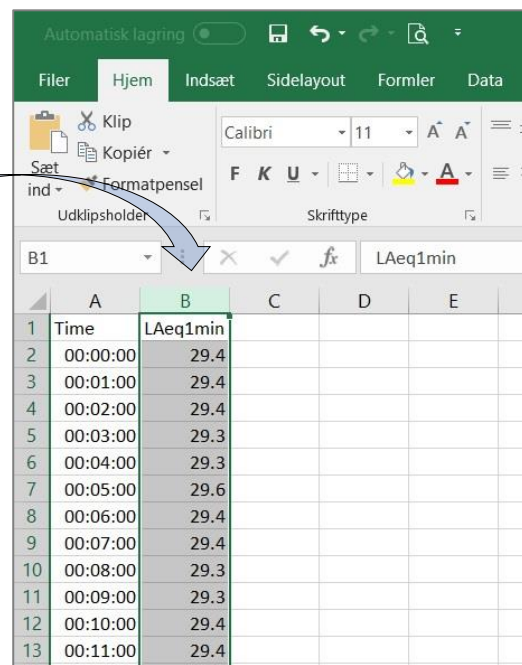 Automatisk lagring
Filer Hjem Indsæt Sidelayout Formler Data
Klip
Kopiér
Formatpensel
Sæt
ind
Calibri 11 A A
F K U A
Udklipsholder Skrifttype
B1 fx LAeq1min
A B C D E
1 Time LAeq1min
2 00:00:00 29.4
3 00:01:00 29.4
4 00:02:00 29.4
5 00:03:00 29.3
6 00:04:00 29.3
7 00:05:00 29.6
8 00:06:00 29.4
9 00:07:00 29.4
10 00:08:00 29.3
11 00:09:00 29.3
12 00:10:00 29.4
13 00:11:00 29.4